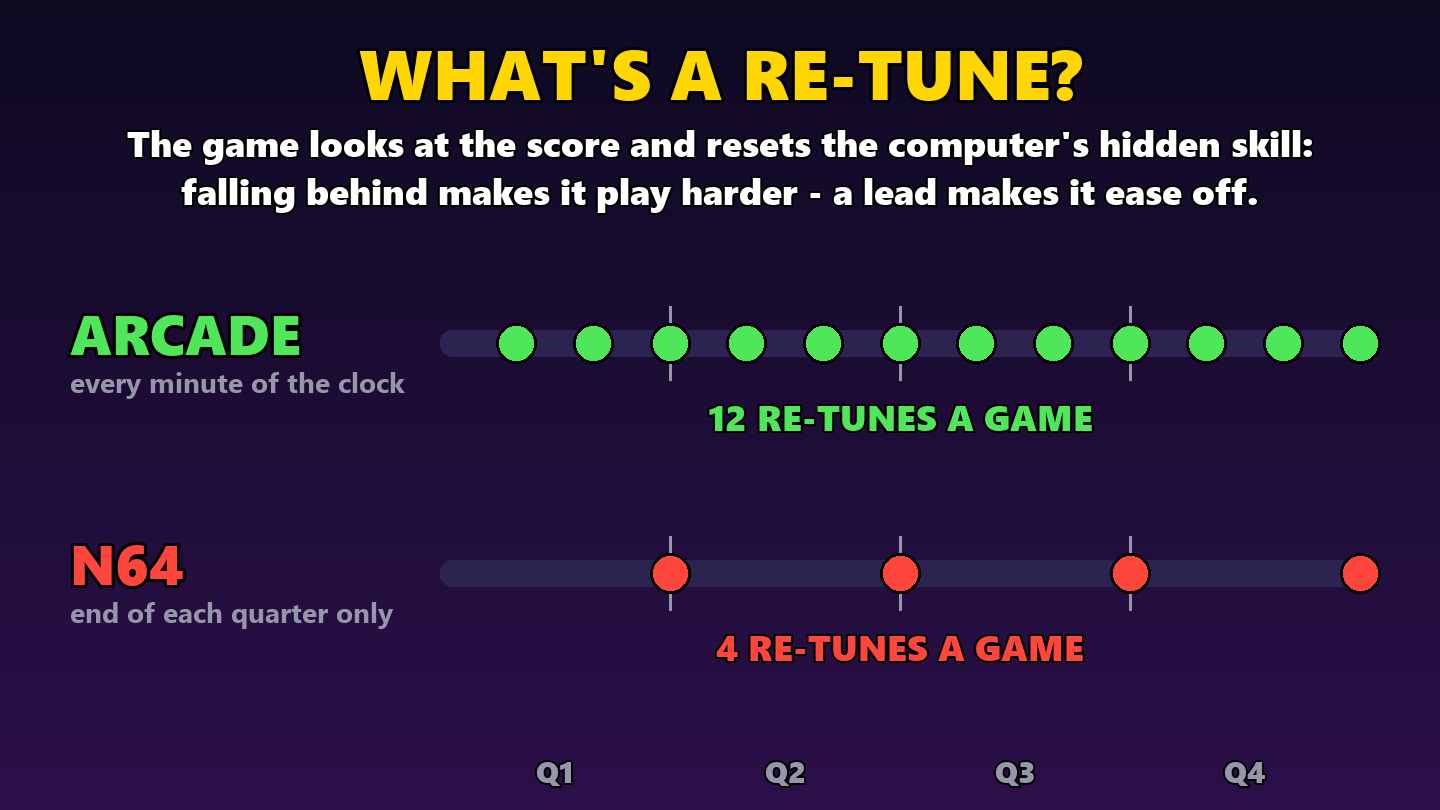 WHAT'S A RE-TUNE?
The game looks at the score and resets the computer's hidden skill:
falling behind makes it play harder - a lead makes it ease off.
ARCADE
every minute of the clock
12 RE-TUNES A GAME
N64
end of each quarter only
4 RE-TUNES A GAME
Q1 Q2 Q3 Q4